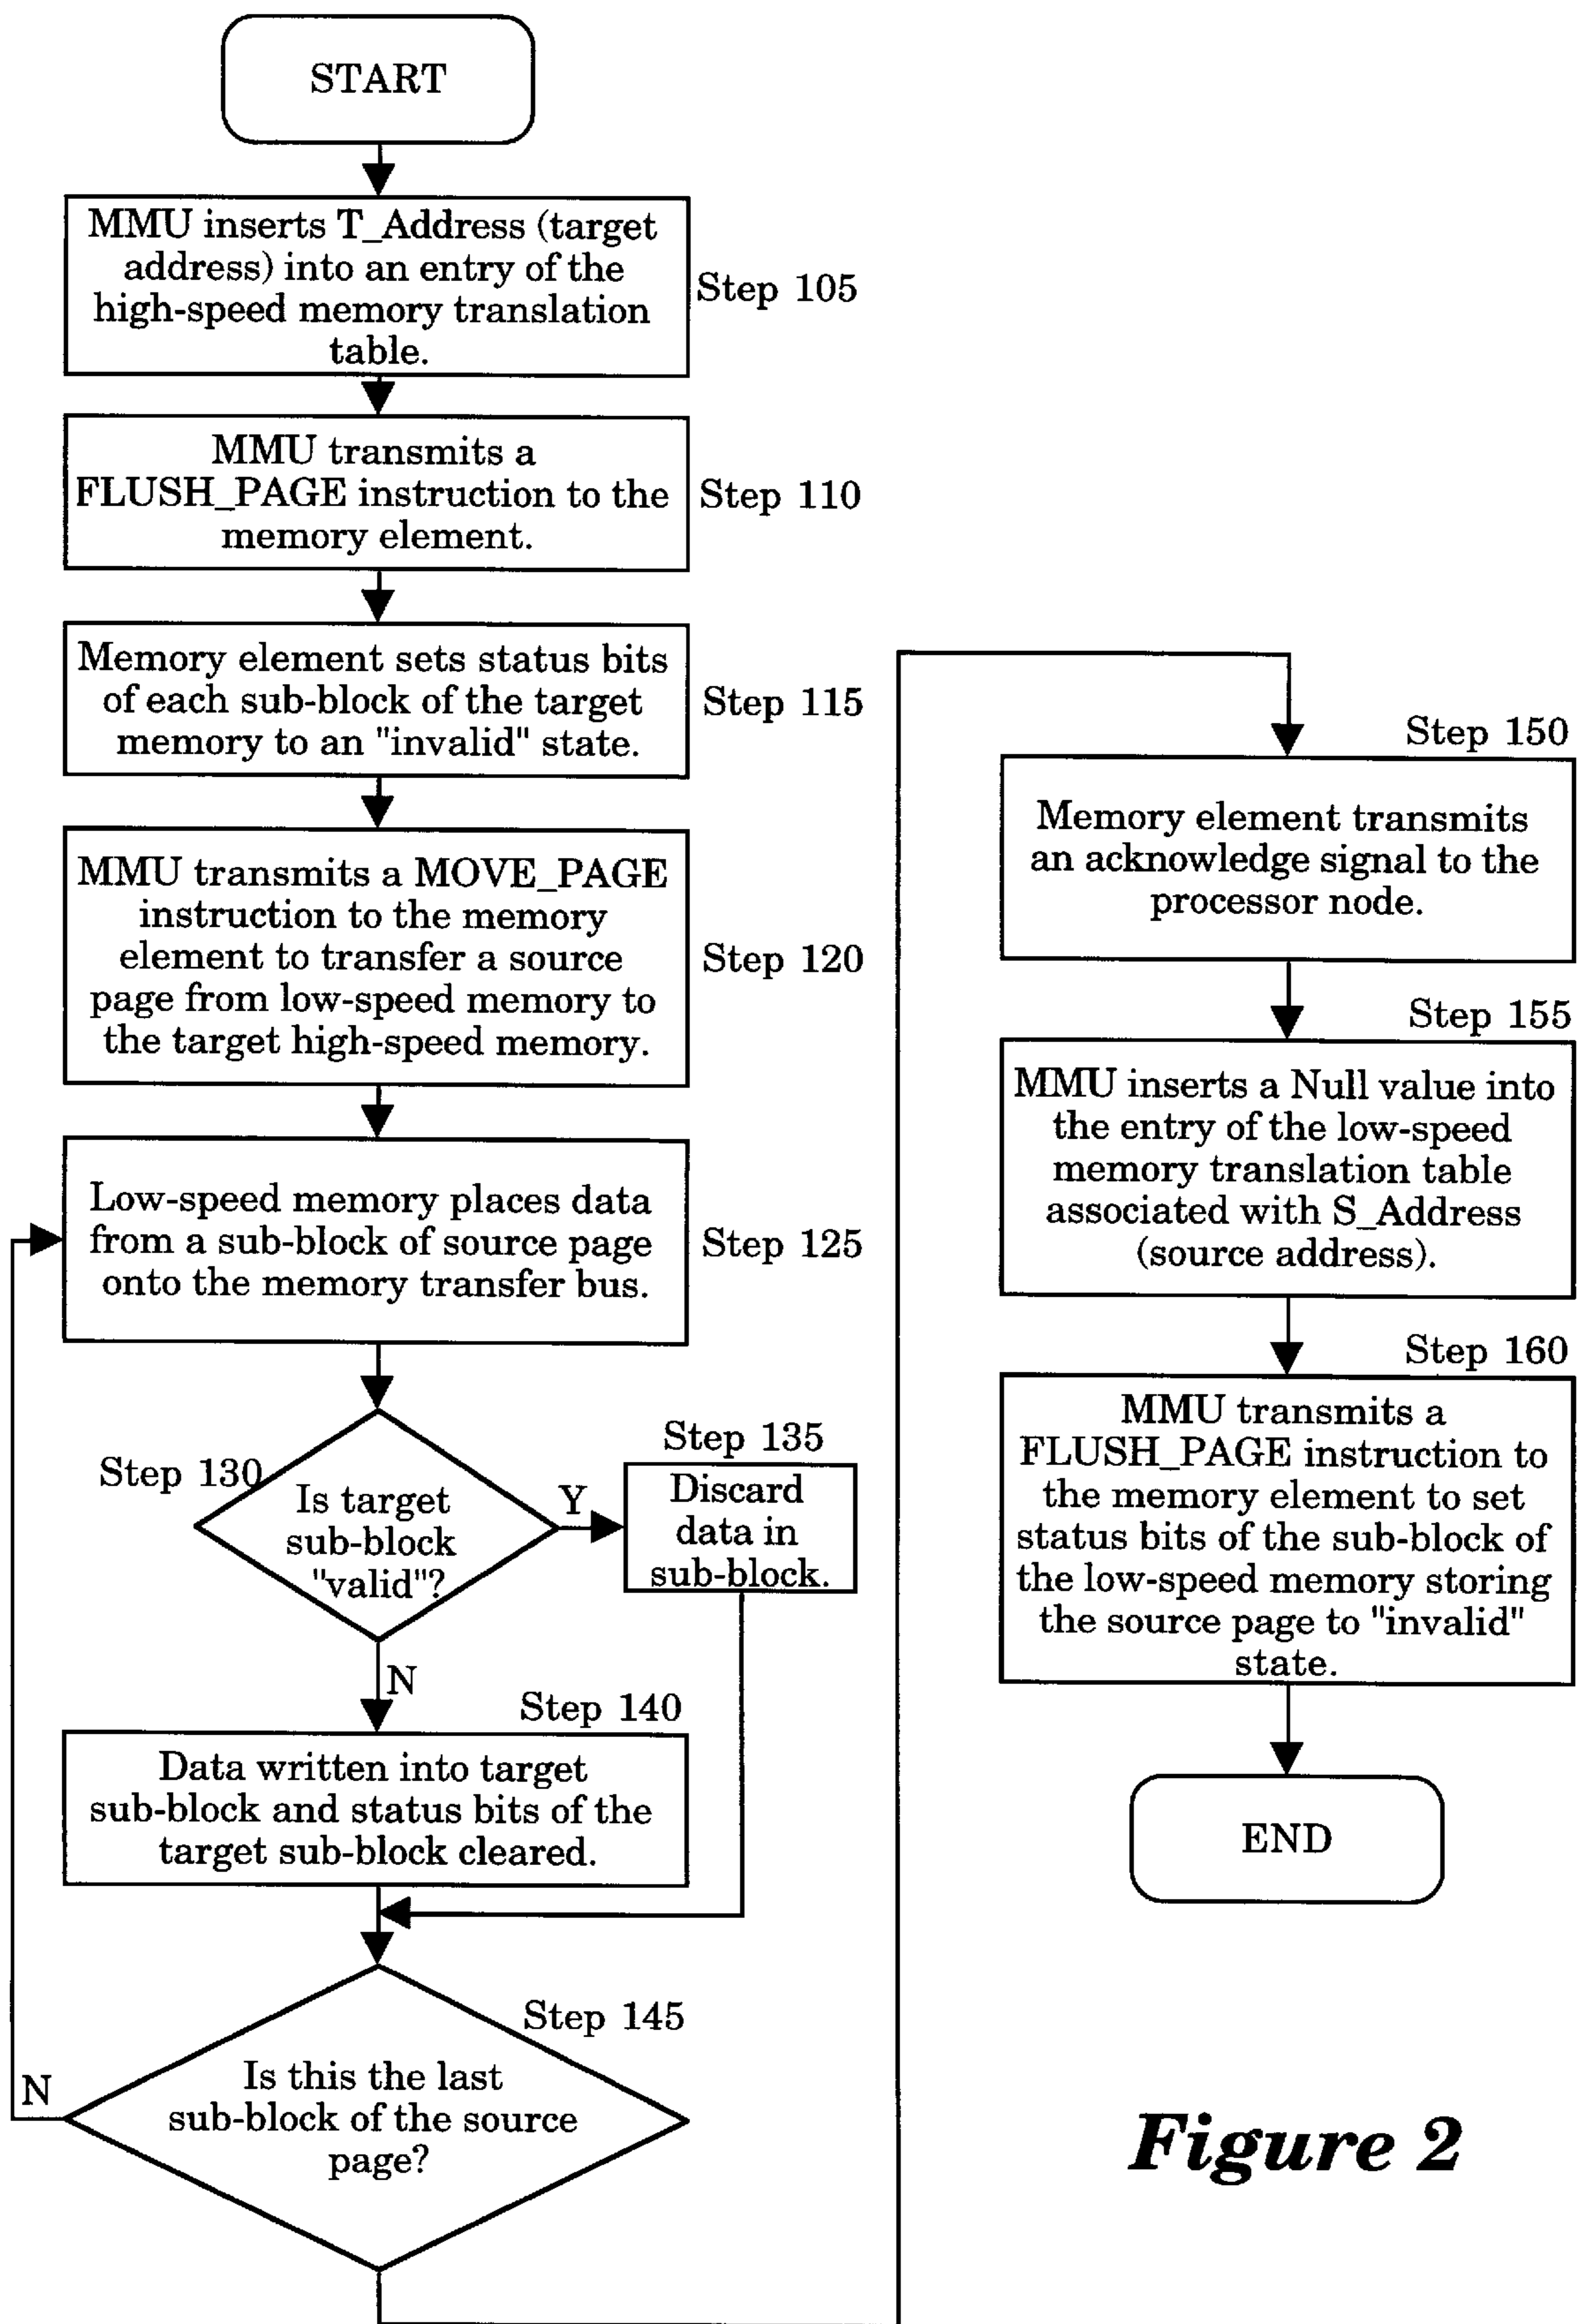 START
MMU inserts T_Address (target
address) into an entry of the
high-speed memory translation
table.
Step 105
MMU transmits a
FLUSH_PAGE instruction to the
memory element.
Step 110
Memory element sets status bits
of each sub-block of the target
memory to an "invalid" state.
Step 115
MMU transmits a MOVE_PAGE
instruction to the memory
element to transfer a source
page from low-speed memory to
the target high-speed memory.
Step 120
Low-speed memory places data
from a sub-block of source page
onto the memory transfer bus.
Step 125
Step 130
Is target
sub-block
"valid"?
Y
N
Step 135
Discard
data in
sub-block.
Step 140
Data written into target
sub-block and status bits of the
target sub-block cleared.
Step 145
Is this the last
sub-block of the source
page?
N
Step 150
Memory element transmits
an acknowledge signal to the
processor node.
Step 155
MMU inserts a Null value into
the entry of the low-speed
memory translation table
associated with S_Address
(source address).
Step 160
MMU transmits a
FLUSH_PAGE instruction to
the memory element to set
status bits of the sub-block of
the low-speed memory storing
the source page to "invalid"
state.
END
Figure 2